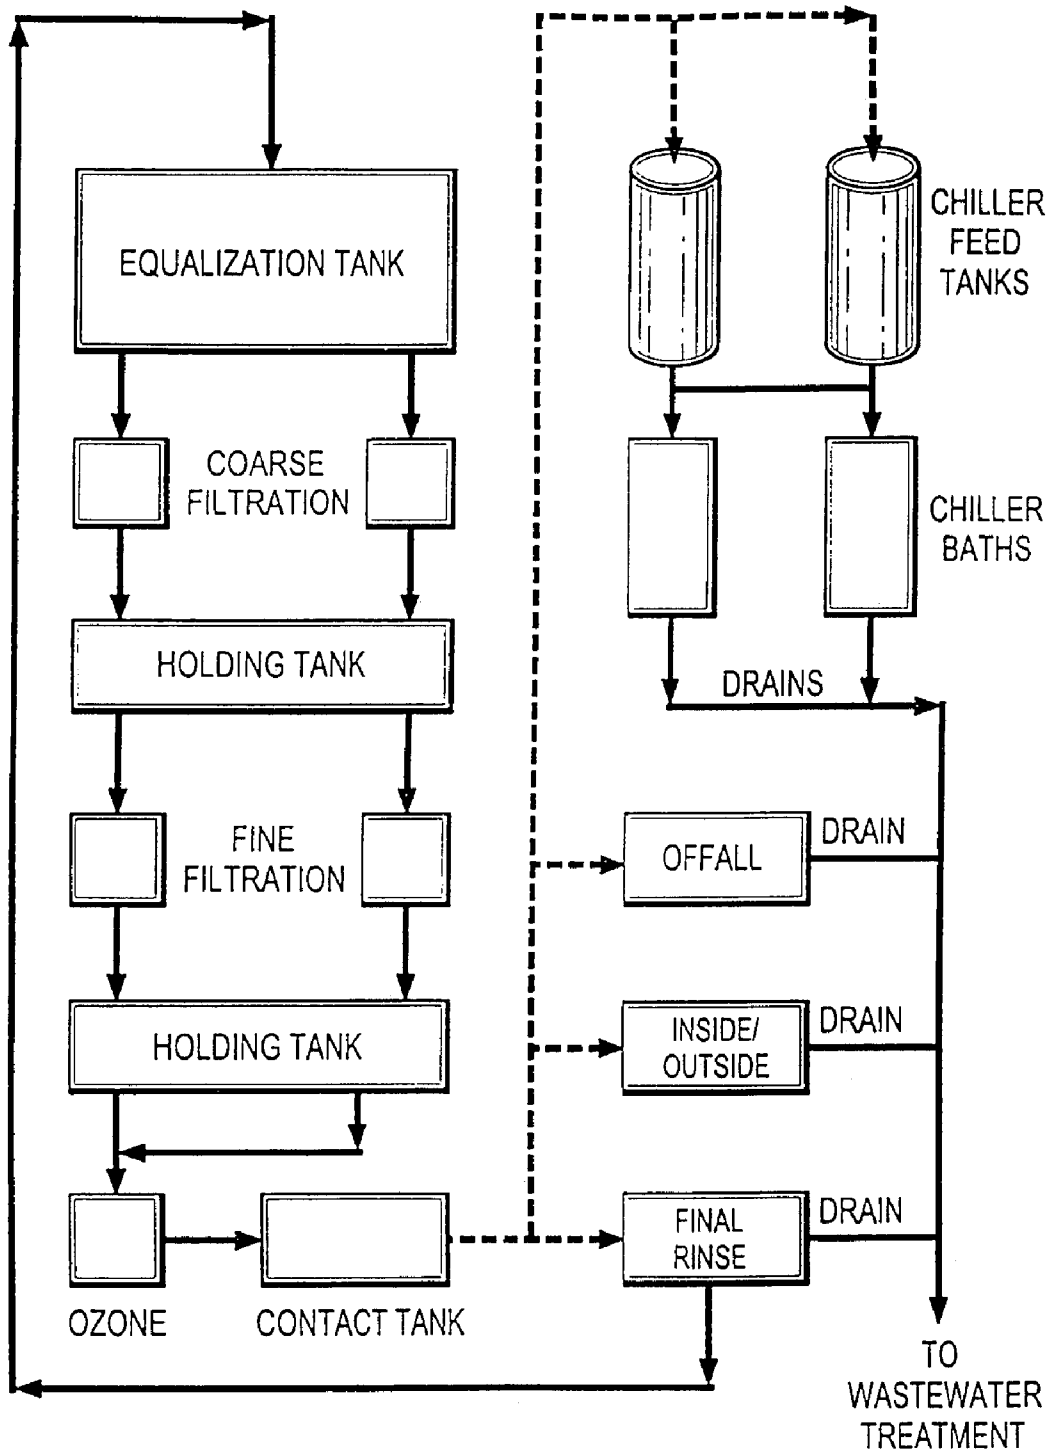 EQUALIZATION TANK
COARSE
FILTRATION
HOLDING TANK
FINE
FILTRATION
HOLDING TANK
OZONE
CONTACT TANK
CHILLER
FEED
TANKS
CHILLER
BATHS
DRAINS
OFFALL
DRAIN
INSIDE/
OUTSIDE
DRAIN
FINAL
RINSE
DRAIN
TO
WASTEWATER
TREATMENT